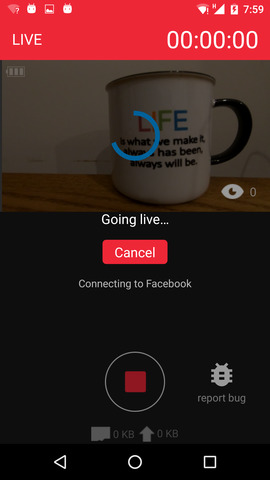 H 7:59
LIVE 00:00:00
LIFE
is what we make it,
always has been,
always will be.
0
Going live...
Cancel
Connecting to Facebook
report bug
0 KB 0 KB